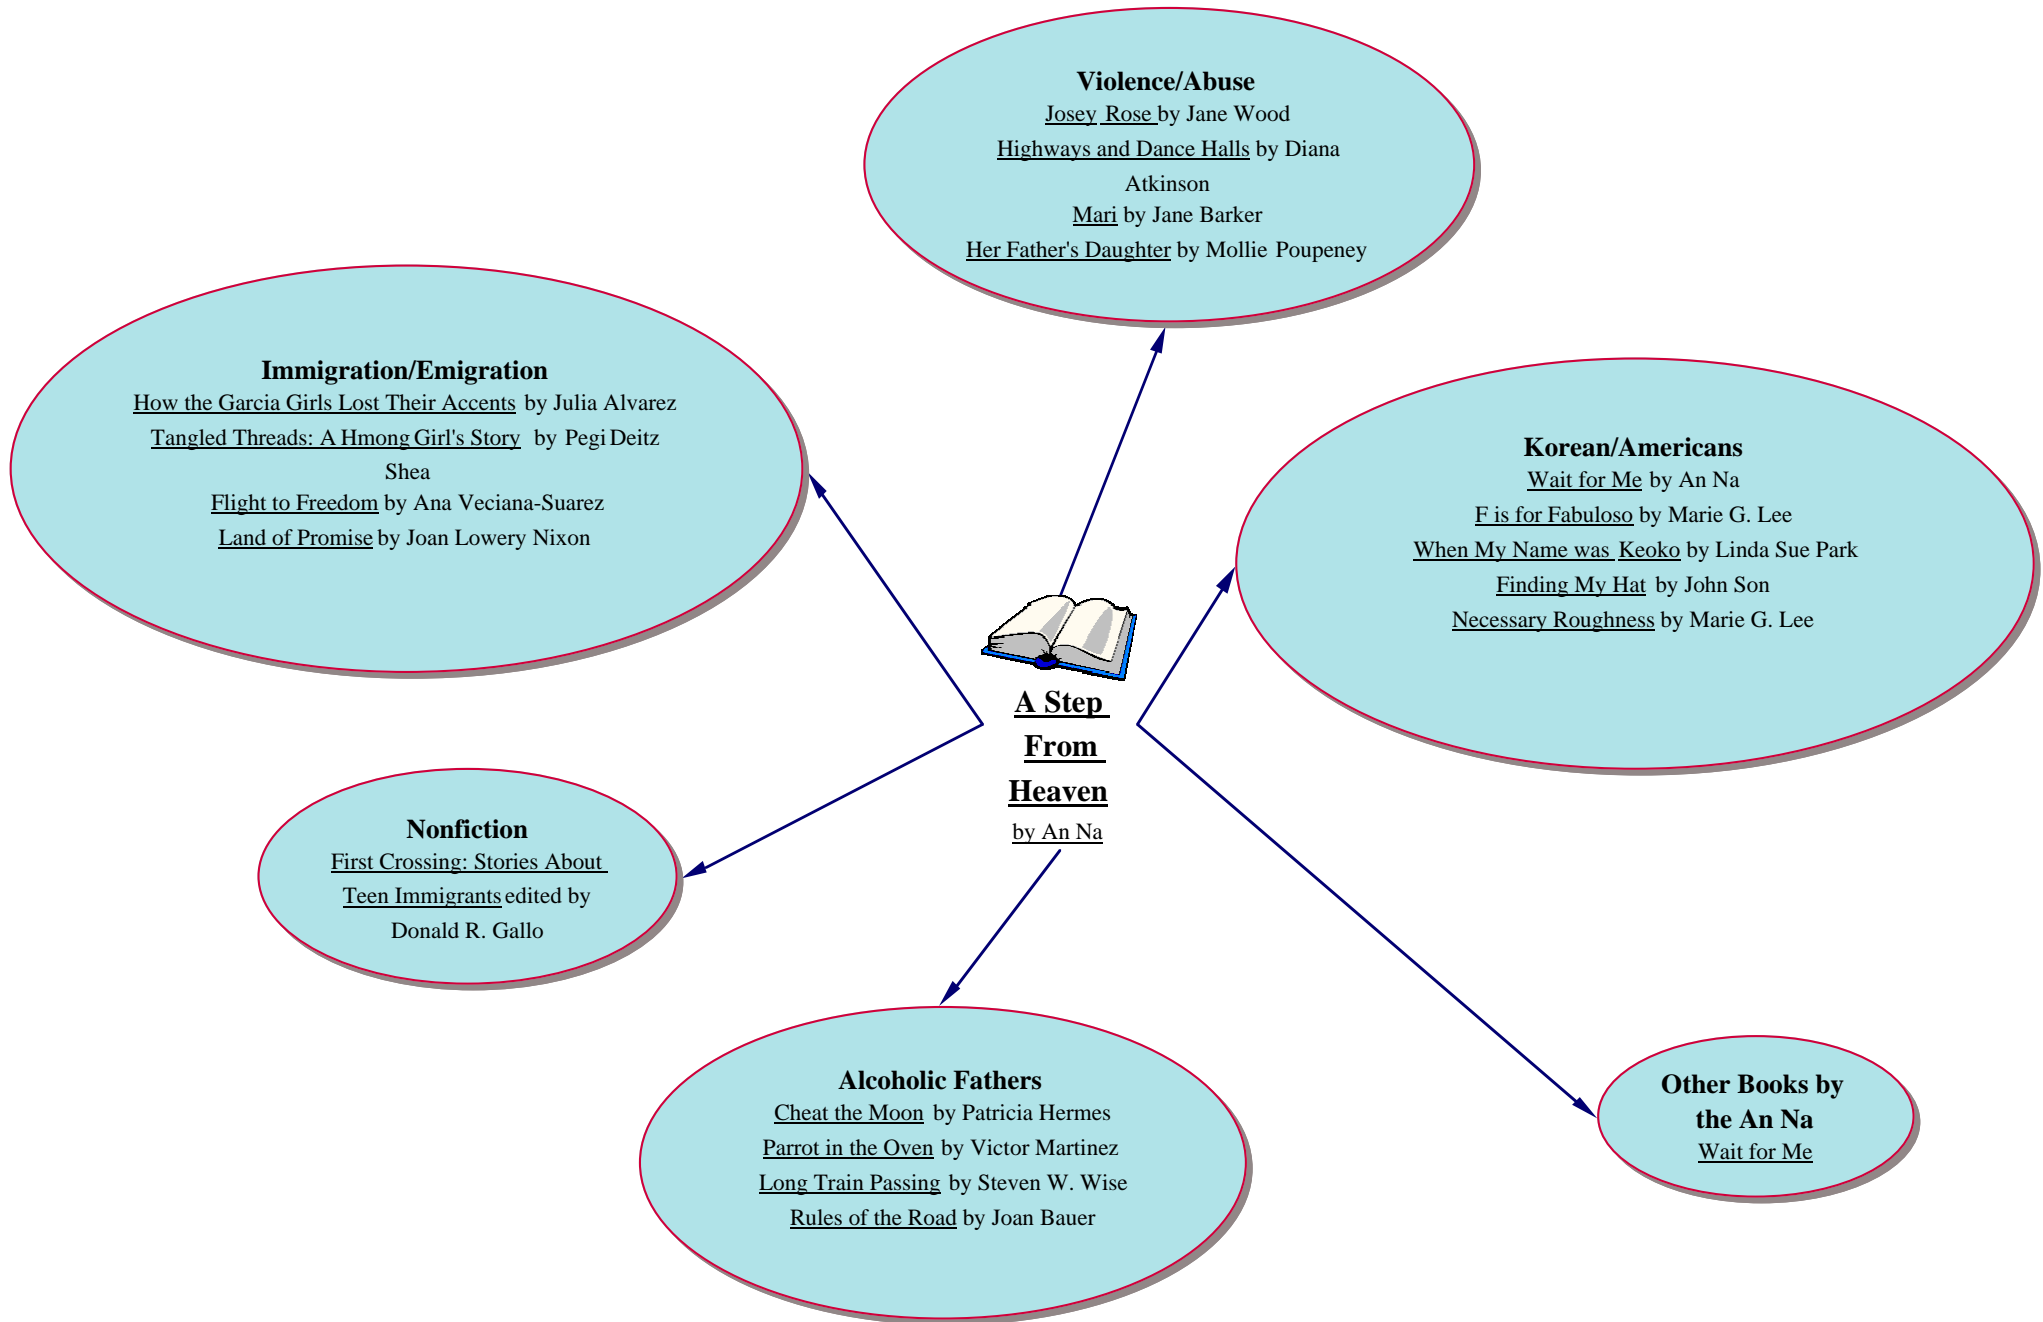 Violence/Abuse
Josey Rose by Jane Wood
Highways and Dance Halls by Diana
Atkinson
Mari by Jane Barker
Her Father's Daughter by Mollie Poupeney
Immigration/Emigration
How the Garcia Girls Lost Their Accents by Julia Alvarez
Tangled Threads: A Hmong Girl's Story by Pegi Deitz
Shea
Flight to Freedom by Ana Veciana-Suarez
Land of Promise by Joan Lowery Nixon
Korean/Americans
Wait for Me by An Na
F is for Fabuloso by Marie G. Lee
When My Name was Keoko by Linda Sue Park
Finding My Hat by John Son
Necessary Roughness by Marie G. Lee
A Step
From
Heaven
by An Na
Nonfiction
First Crossing: Stories About
Teen Immigrants edited by
Donald R. Gallo
Alcoholic Fathers
Cheat the Moon by Patricia Hermes
Parrot in the Oven by Victor Martinez
Long Train Passing by Steven W. Wise
Rules of the Road by Joan Bauer
Other Books by
the An Na
Wait for Me